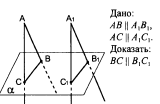 A
A₁
B
B₁
C
C₁
α
Дано:
AB ∥ A₁B₁,
AC ∥ A₁C₁.
Доказать:
BC ∥ B₁C₁